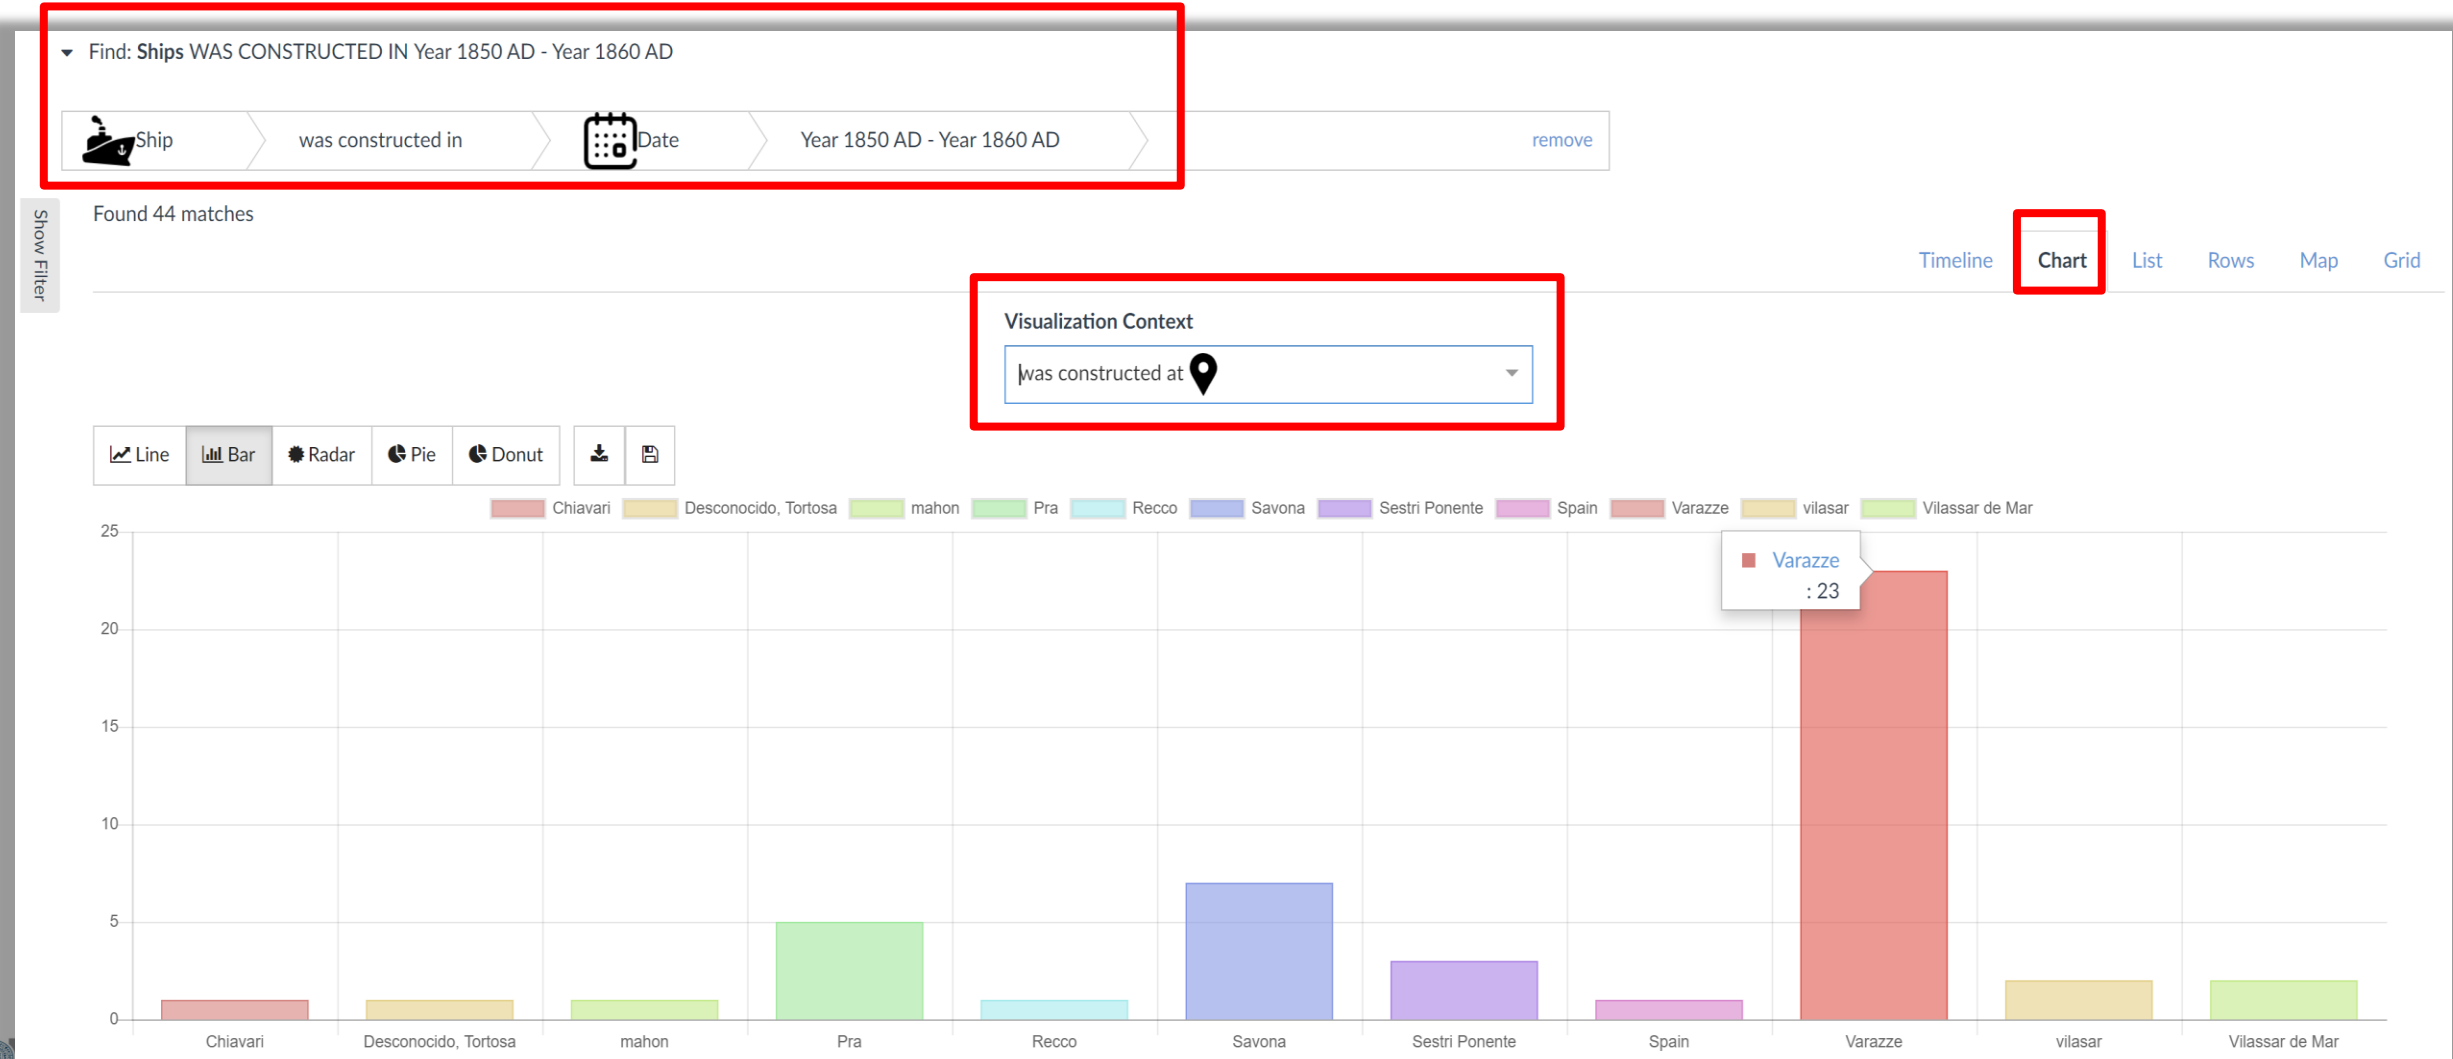 Find: Ships WAS CONSTRUCTED IN Year 1850 AD - Year 1860 AD
Ship was constructed in Date Year 1850 AD - Year 1860 AD remove
Show Filter
Found 44 matches
Timeline Chart List Rows Map Grid
Visualization Context
was constructed at
Line Bar Radar Pie Donut
Chiavari Desconocido, Tortosa mahon Pra Recco Savona Sestri Ponente Spain Varazze vilasar Vilassar de Mar
25
Varazze
: 23
20
15
10
5
0
Chiavari Desconocido, Tortosa mahon Pra Recco Savona Sestri Ponente Spain Varazze vilasar Vilassar de Mar